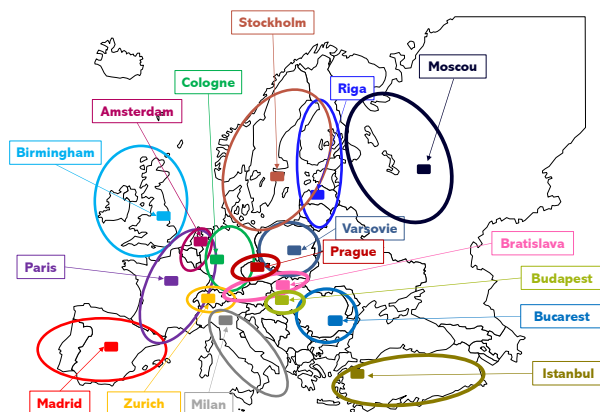 Stockholm
Moscou
Cologne
Riga
Amsterdam
Birmingham
Varsovie
Bratislava
Prague
Paris
Budapest
Bucarest
Istanbul
Madrid
Zurich
Milan